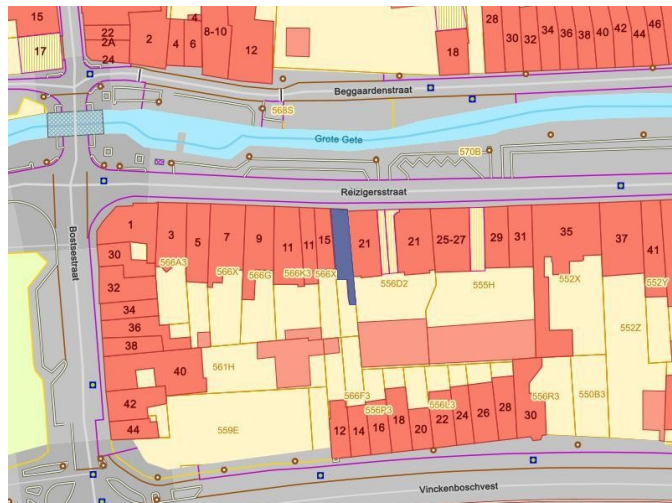 15
4
28
46
22
8-10
34
44
2A
2
36
38
40
42
17
4
6
12
18
30
32
24
Beggaardenstraat
568S
Grote Gete
570B
Reizigersstraat
Bostsestraat
1
3
5
7
9
11
11
15
21
21
25-27
29
31
35
37
41
30
566A3
566X
566G
566K3
566X
556D2
555H
552X
552Y
32
34
36
552Z
38
40
561H
42
566F3
556P3
556L3
556R3
550B3
44
559E
12
14
16
18
20
22
24
26
28
30
Vinckenboschvest